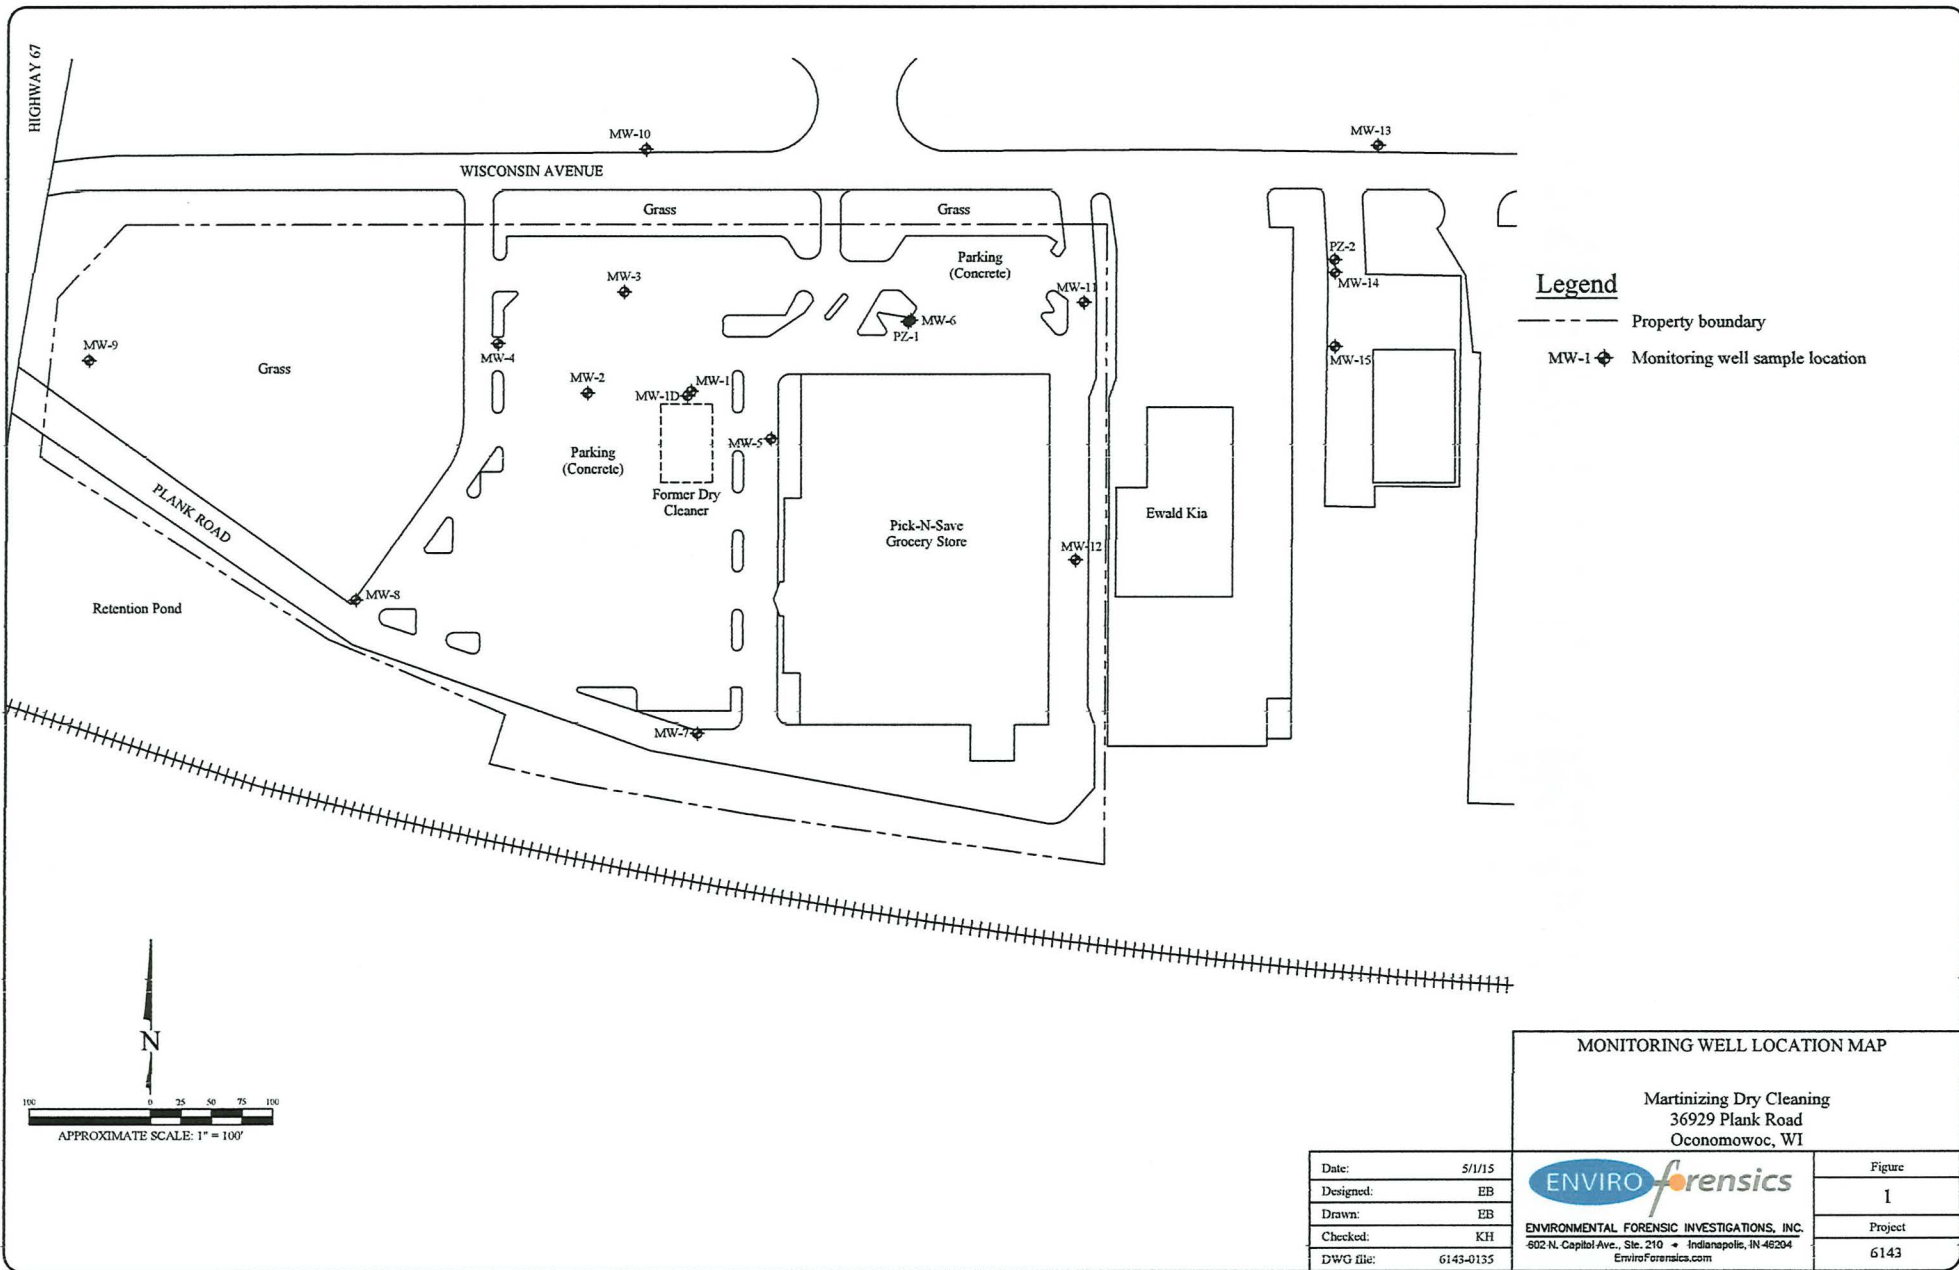 HIGHWAY 67
MW-10
MW-13
WISCONSIN AVENUE
Grass
Grass
Parking
(Concrete)
PZ-2
MW-14
MW-3
MW-11
MW-6
PZ-1
MW-9
MW-4
MW-15
Grass
MW-2
MW-1
MW-1D
MW-5
Parking
(Concrete)
Former Dry
Cleaner
PLANK ROAD
Pick-N-Save
Grocery Store
Ewald Kia
MW-12
MW-8
Retention Pond
MW-7
Legend
Property boundary
MW-1 Monitoring well sample location
N
100 0 25 50 75 100
APPROXIMATE SCALE: 1" = 100'
MONITORING WELL LOCATION MAP
Martinizing Dry Cleaning
36929 Plank Road
Oconomowoc, WI
Date: 5/1/15
Designed: EB
Drawn: EB
Checked: KH
DWG file: 6143-0135
ENVIRO forensics
ENVIRONMENTAL FORENSIC INVESTIGATIONS, INC.
602 N. Capitol Ave., Ste. 210 • Indianapolis, IN 46204
EnviroForensics.com
Figure
1
Project
6143